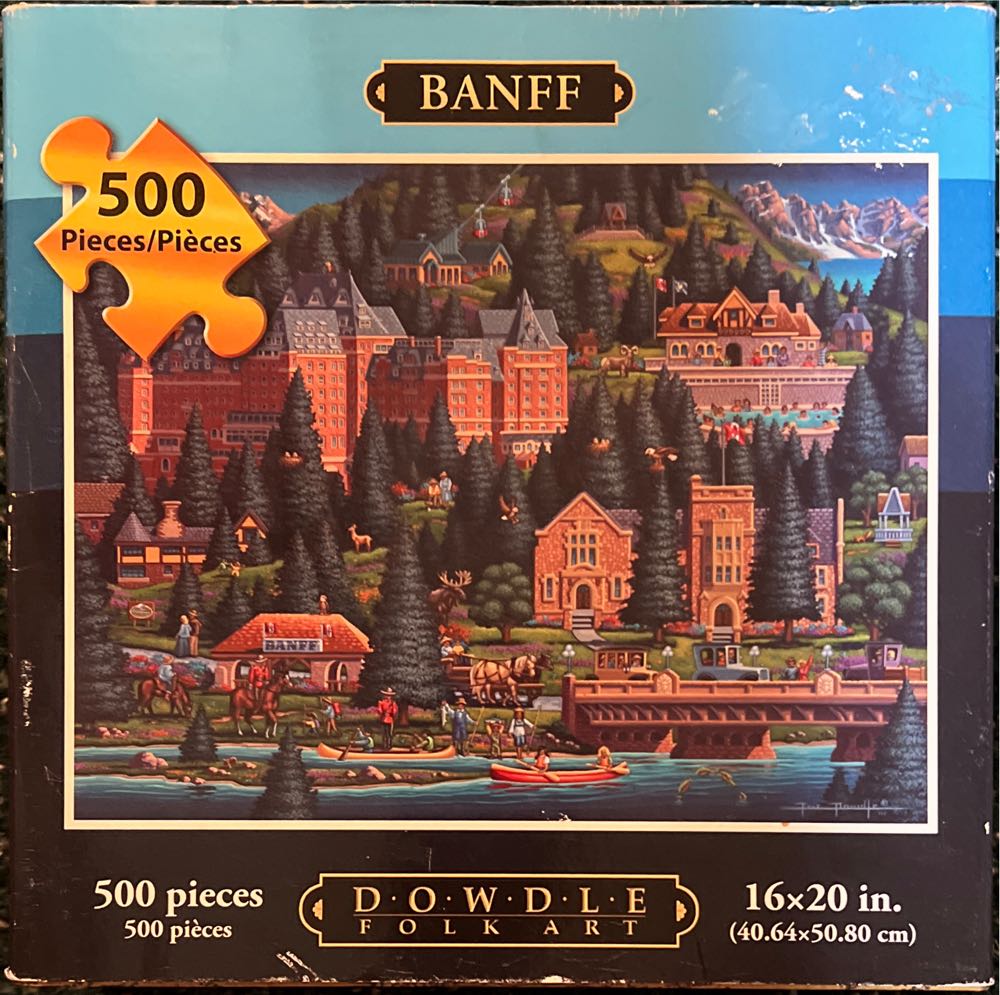 BANFF
500
Pieces/Pièces
BANFF
500 pieces
500 pièces
D·O·W·D·L·E
FOLK ART
16×20 in.
(40.64×50.80 cm)